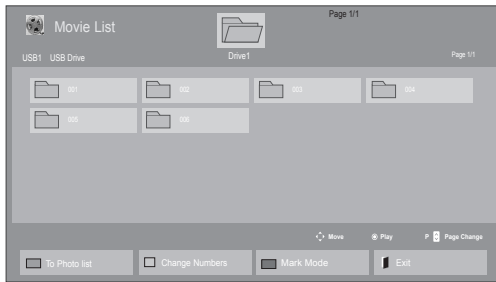 Page 1/1
Movie List
USB1 USB Drive
Drive1
Page 1/1
001 002 003 004
005 006
Move Play P Page Change
To Photo list Change Numbers Mark Mode Exit